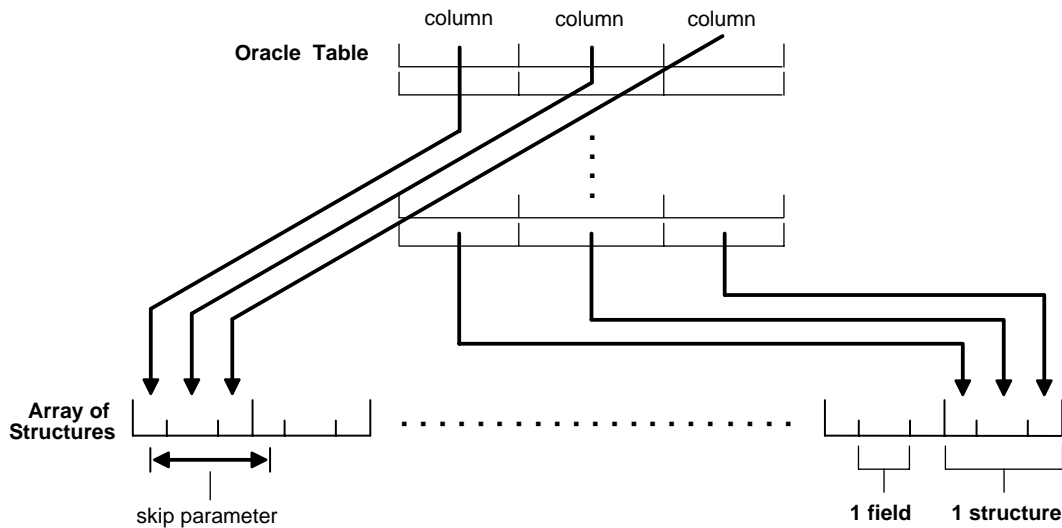 column column column
Oracle Table
Array of
Structures
skip parameter
1 field
1 structure